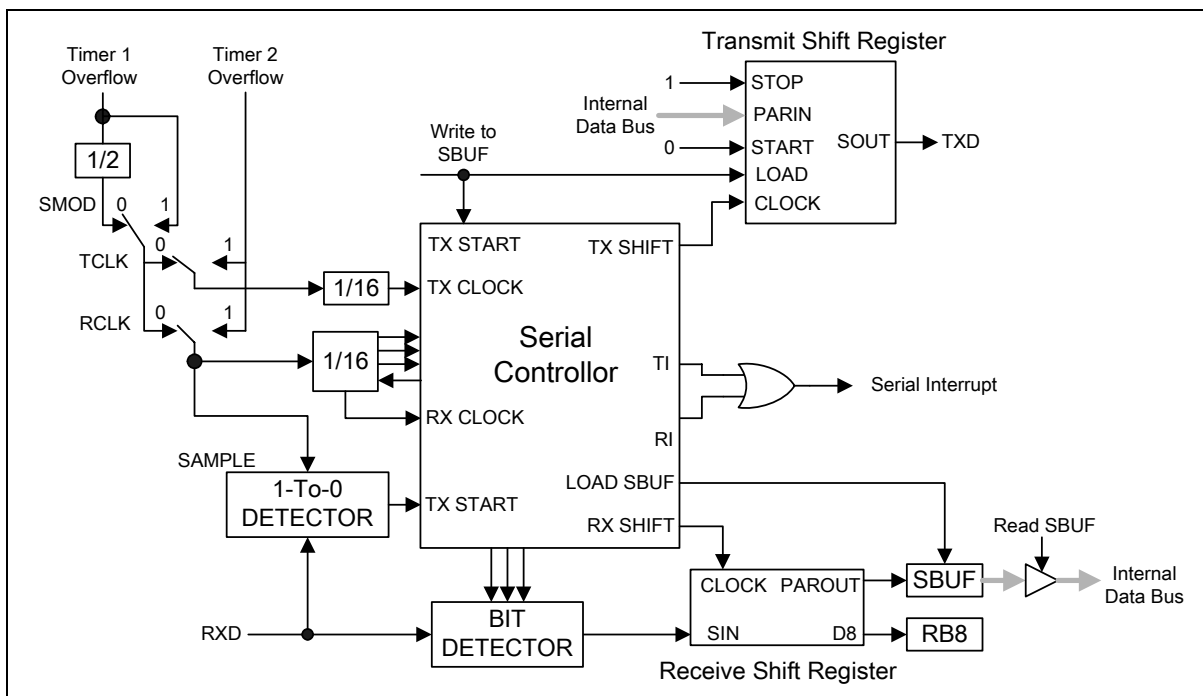 Timer 1
Overflow
Timer 2
Overflow
1/2
SMOD
0
1
TCLK
0
1
RCLK
0
1
1/16
1/16
SAMPLE
1-To-0
DETECTOR
RXD
Write to
SBUF
TX START
TX CLOCK
RX CLOCK
TX START
Serial
Controllor
TX SHIFT
TI
RI
LOAD SBUF
RX SHIFT
BIT
DETECTOR
Transmit Shift Register
1
Internal
Data Bus
0
STOP
PARIN
START
LOAD
CLOCK
SOUT
TXD
Serial Interrupt
CLOCK
PAROUT
SIN
D8
Receive Shift Register
SBUF
RB8
Read SBUF
Internal
Data Bus